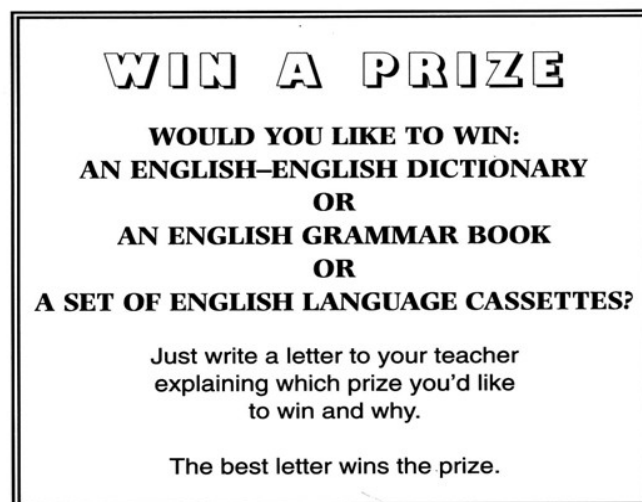 WIN A PRIZE
WOULD YOU LIKE TO WIN:
AN ENGLISH–ENGLISH DICTIONARY
OR
AN ENGLISH GRAMMAR BOOK
OR
A SET OF ENGLISH LANGUAGE CASSETTES?
Just write a letter to your teacher
explaining which prize you'd like
to win and why.
The best letter wins the prize.